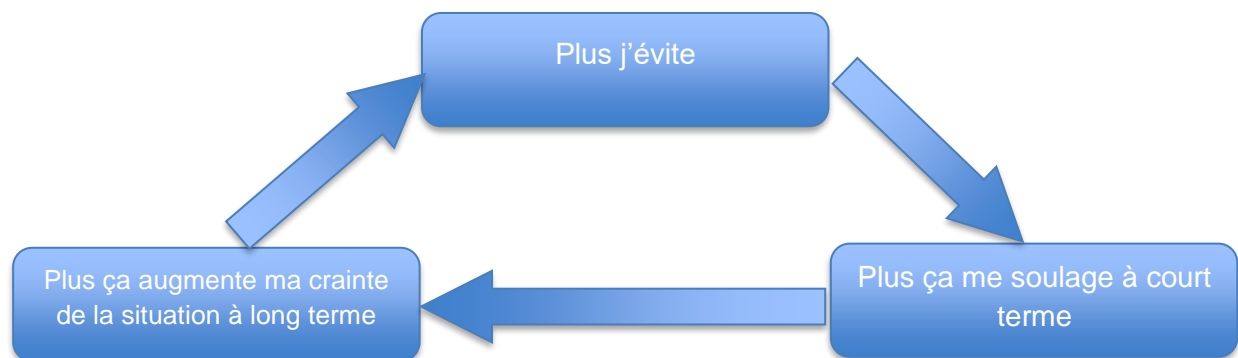 Plus j’évite
Plus ça me soulage à court
terme
Plus ça augmente ma crainte
de la situation à long terme